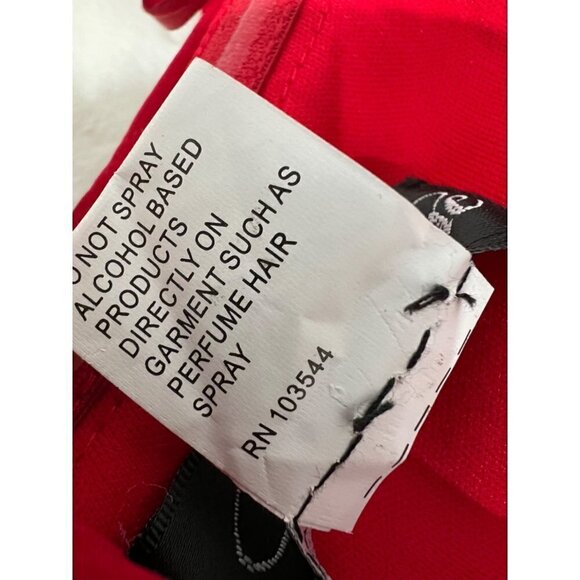 NOT SPRAY
ALCOHOL BASED
PRODUCTS
DIRECTLY ON
GARMENT SUCH AS
PERFUME HAIR
SPRAY
RN 103544